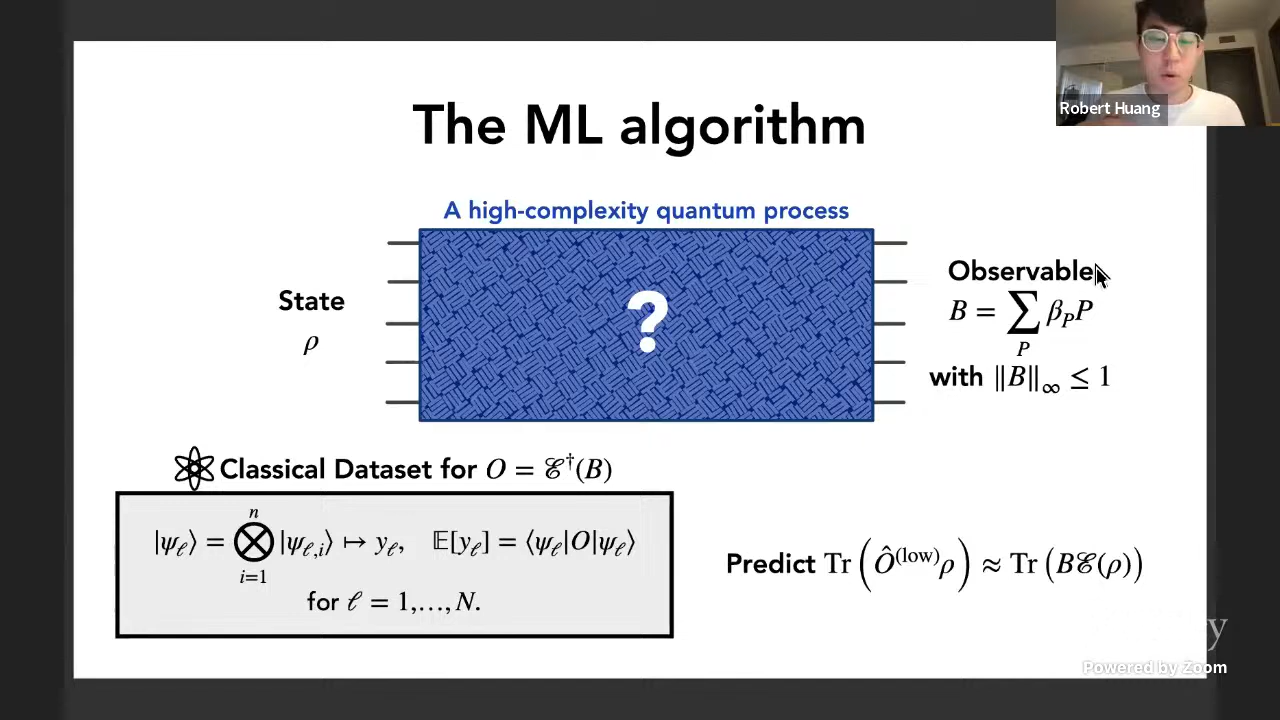 The ML algorithm
Robert Huang
A high-complexity quantum process
State
ρ
?
Observable
B = ∑_P β_P P
with ‖B‖_∞ ≤ 1
Classical Dataset for O = ℰ†(B)
|ψ_ℓ⟩ = ⨂_{i=1}^{n} |ψ_{ℓ,i}⟩ ↦ y_ℓ, 𝔼[y_ℓ] = ⟨ψ_ℓ|O|ψ_ℓ⟩
for ℓ = 1,…,N.
Predict Tr(Ô^(low)ρ) ≈ Tr(Bℰ(ρ))
Powered by Zoom